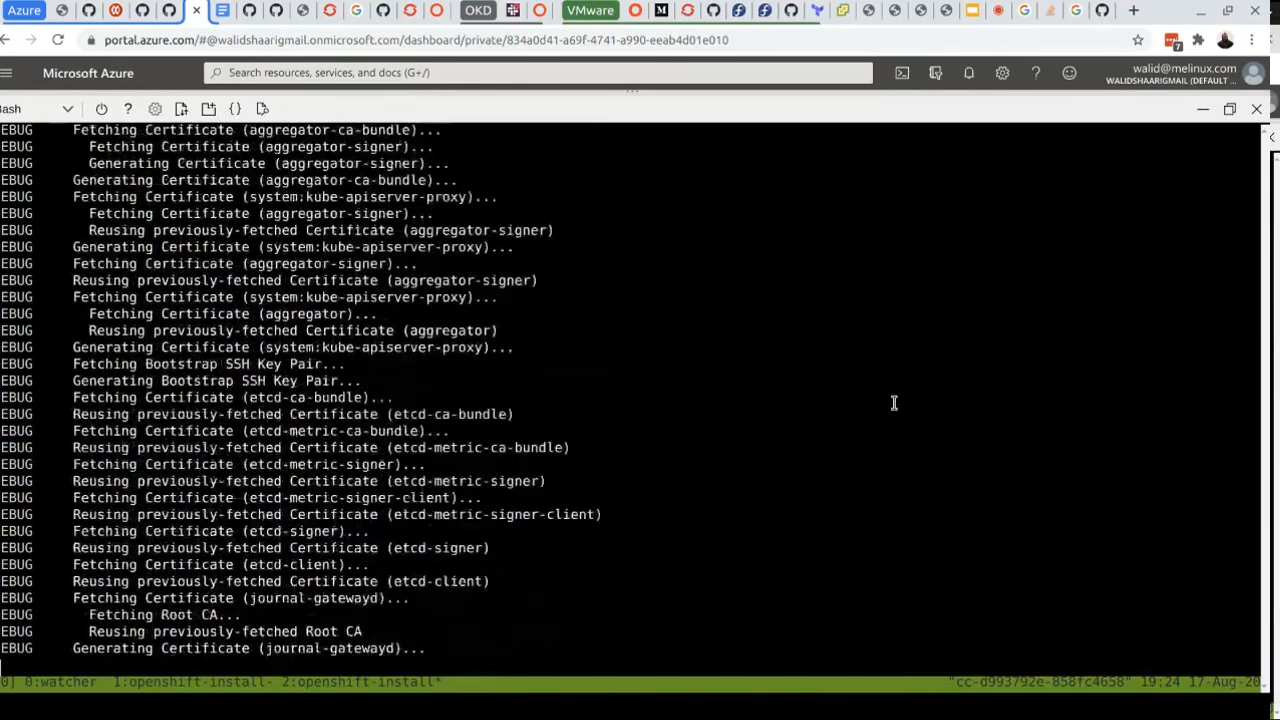 Azure
OKD
VMware
portal.azure.com/#@walidshaarigmail.onmicrosoft.com/dashboard/private/834a0d41-a69f-4741-a990-eeab4d01e010
7
Microsoft Azure
Search resources, services, and docs (G+/)
walid@melinux.com
WALIDSHAARIGMAIL (DEFAULT ...
ash
EBUG Fetching Certificate (aggregator-ca-bundle)...
EBUG Fetching Certificate (aggregator-signer)...
EBUG Generating Certificate (aggregator-signer)...
EBUG Generating Certificate (aggregator-ca-bundle)...
EBUG Fetching Certificate (system:kube-apiserver-proxy)...
EBUG Fetching Certificate (aggregator-signer)...
EBUG Reusing previously-fetched Certificate (aggregator-signer)
EBUG Generating Certificate (system:kube-apiserver-proxy)...
EBUG Fetching Certificate (aggregator-signer)...
EBUG Reusing previously-fetched Certificate (aggregator-signer)
EBUG Fetching Certificate (system:kube-apiserver-proxy)...
EBUG Fetching Certificate (aggregator)...
EBUG Reusing previously-fetched Certificate (aggregator)
EBUG Generating Certificate (system:kube-apiserver-proxy)...
EBUG Fetching Bootstrap SSH Key Pair...
EBUG Generating Bootstrap SSH Key Pair...
EBUG Fetching Certificate (etcd-ca-bundle)...
EBUG Reusing previously-fetched Certificate (etcd-ca-bundle)
EBUG Fetching Certificate (etcd-metric-ca-bundle)...
EBUG Reusing previously-fetched Certificate (etcd-metric-ca-bundle)
EBUG Fetching Certificate (etcd-metric-signer)...
EBUG Reusing previously-fetched Certificate (etcd-metric-signer)
EBUG Fetching Certificate (etcd-metric-signer-client)...
EBUG Reusing previously-fetched Certificate (etcd-metric-signer-client)
EBUG Fetching Certificate (etcd-signer)...
EBUG Reusing previously-fetched Certificate (etcd-signer)
EBUG Fetching Certificate (etcd-client)...
EBUG Reusing previously-fetched Certificate (etcd-client)
EBUG Fetching Certificate (journal-gatewayd)...
EBUG Fetching Root CA...
EBUG Reusing previously-fetched Root CA
EBUG Generating Certificate (journal-gatewayd)...
0] 0:watcher 1:openshift-install- 2:openshift-install* "cc-d993792e-858fc4658" 19:24 17-Aug-20